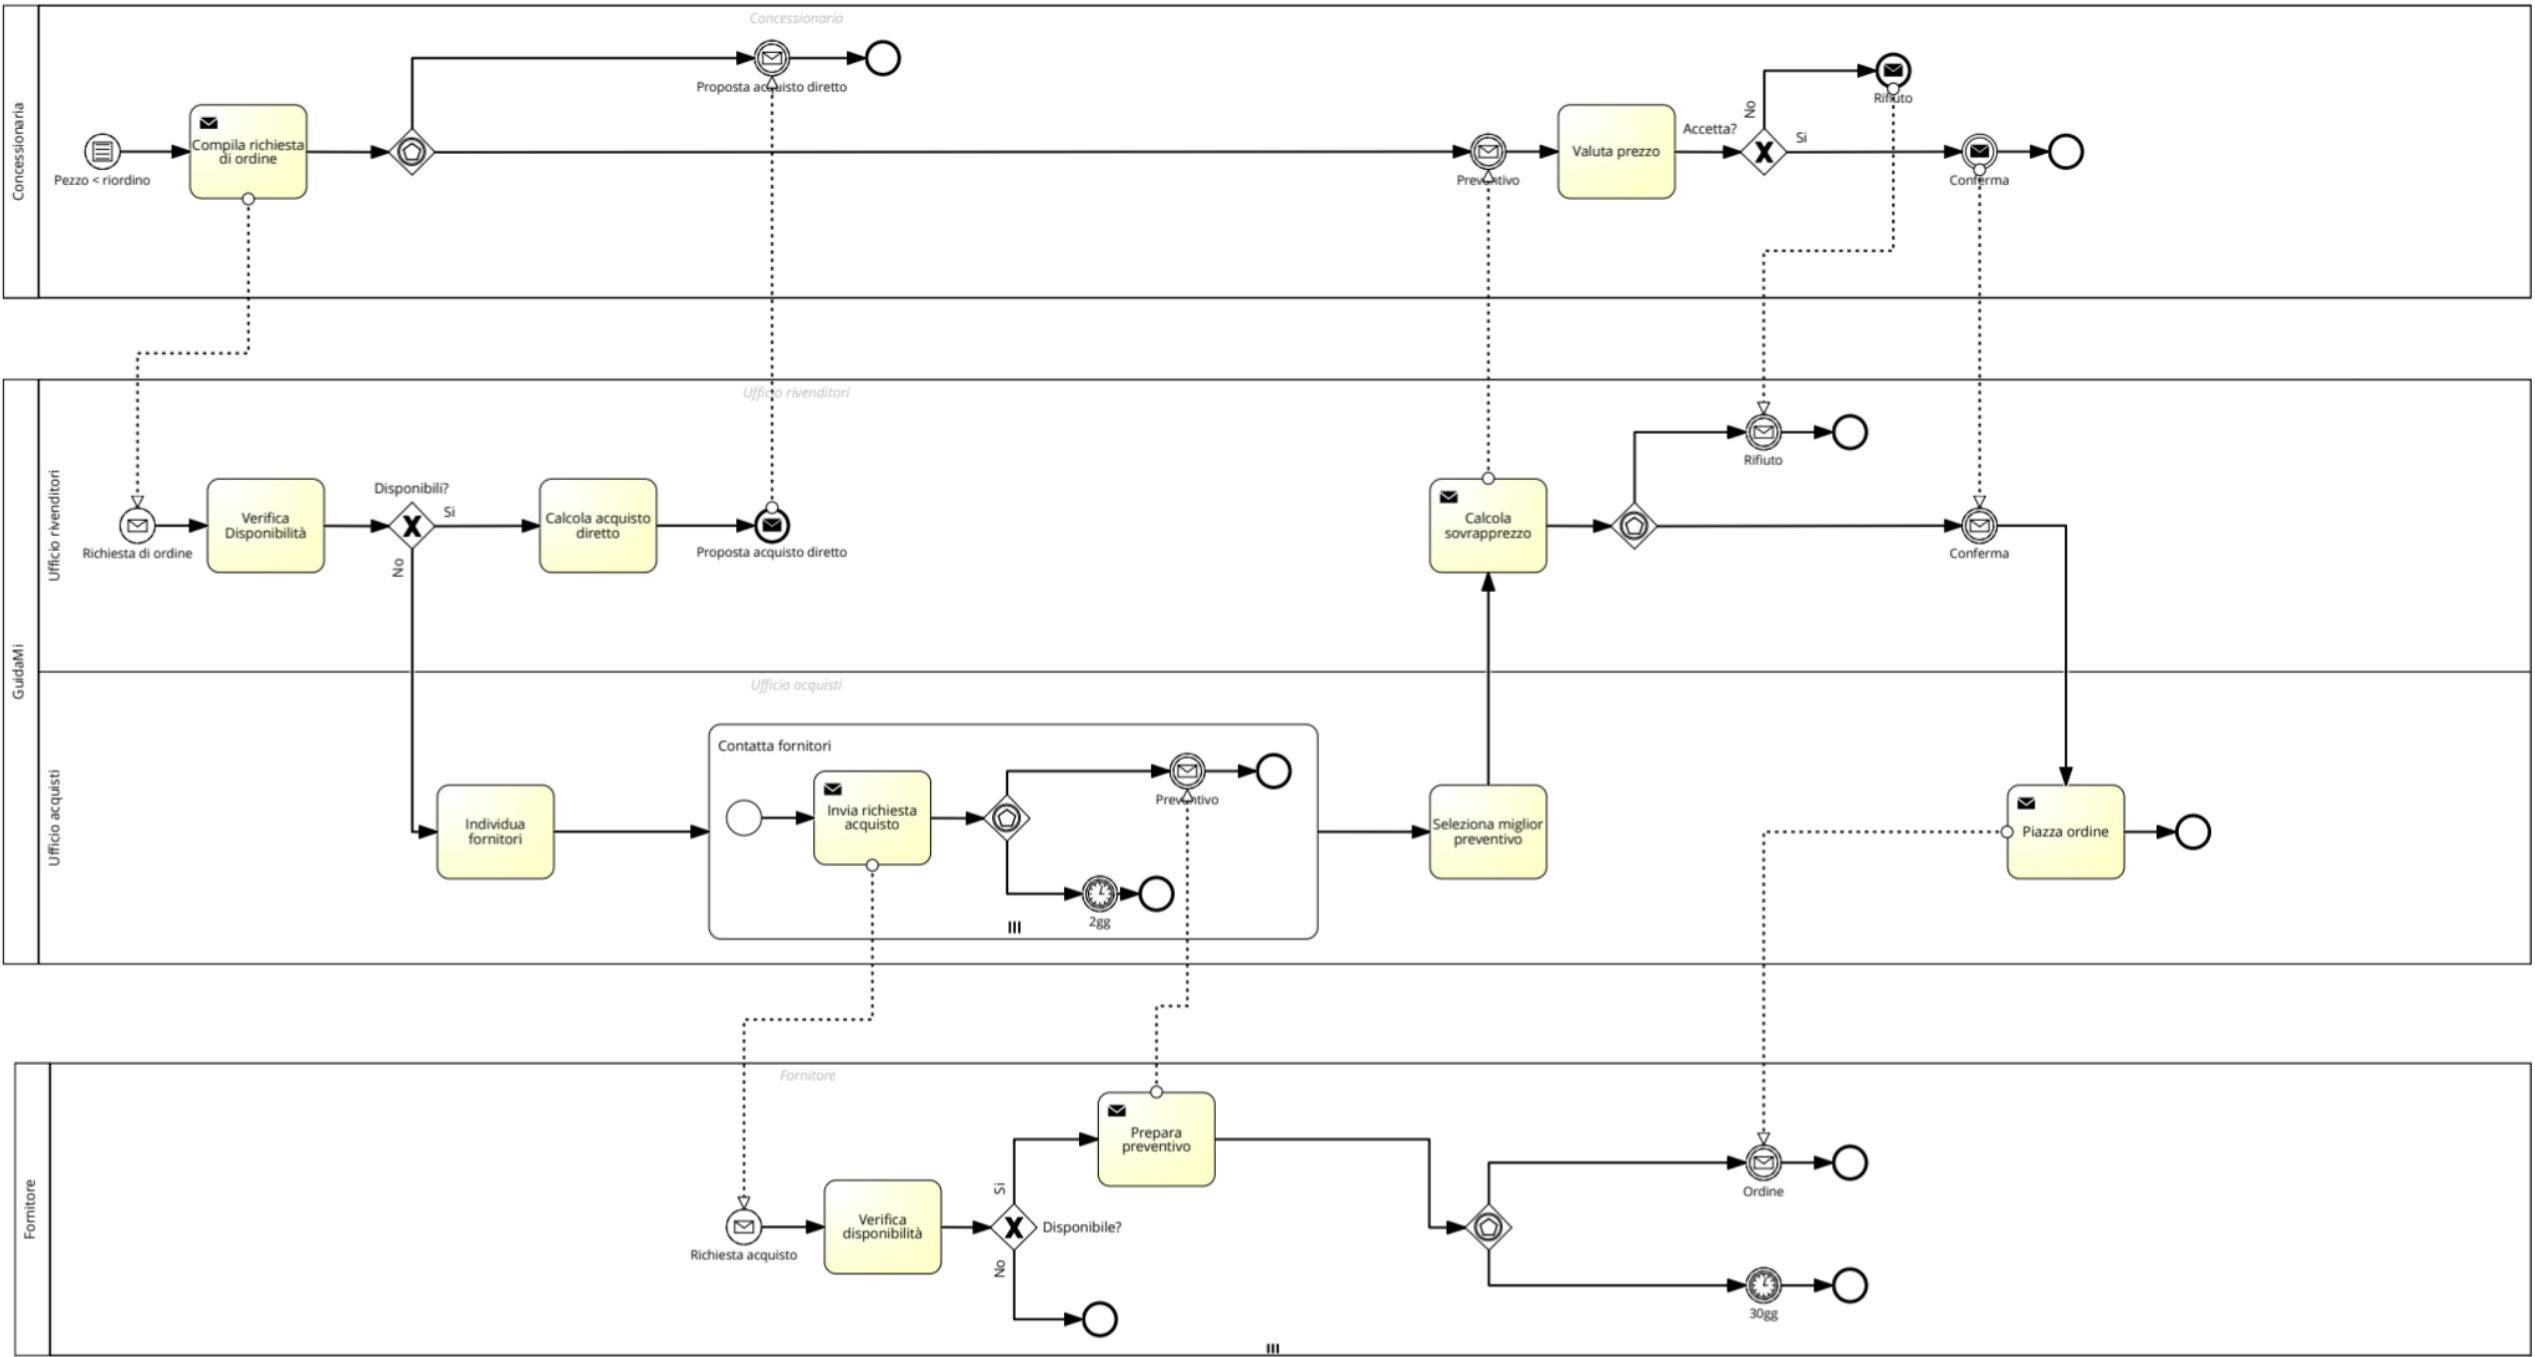 Concessionaria
Concessionaria
Proposta acquisto diretto
Pezzo < riordino
Compila richiesta
di ordine
Preventivo
Valuta prezzo
Accetta?
No
Si
Rifiuto
Conferma
GuidaMi
Ufficio rivenditori
Ufficio rivenditori
Richiesta di ordine
Verifica
Disponibilità
Disponibili?
Si
No
Calcola acquisto
diretto
Proposta acquisto diretto
Calcola
sovrapprezzo
Rifiuto
Conferma
Ufficio acquisti
Ufficio acquisti
Individua
fornitori
Contatta fornitori
Invia richiesta
acquisto
Preventivo
2gg
Seleziona miglior
preventivo
Piazza ordine
Fornitore
Fornitore
Richiesta acquisto
Verifica
disponibilità
Si
Disponibile?
No
Prepara
preventivo
Ordine
30gg